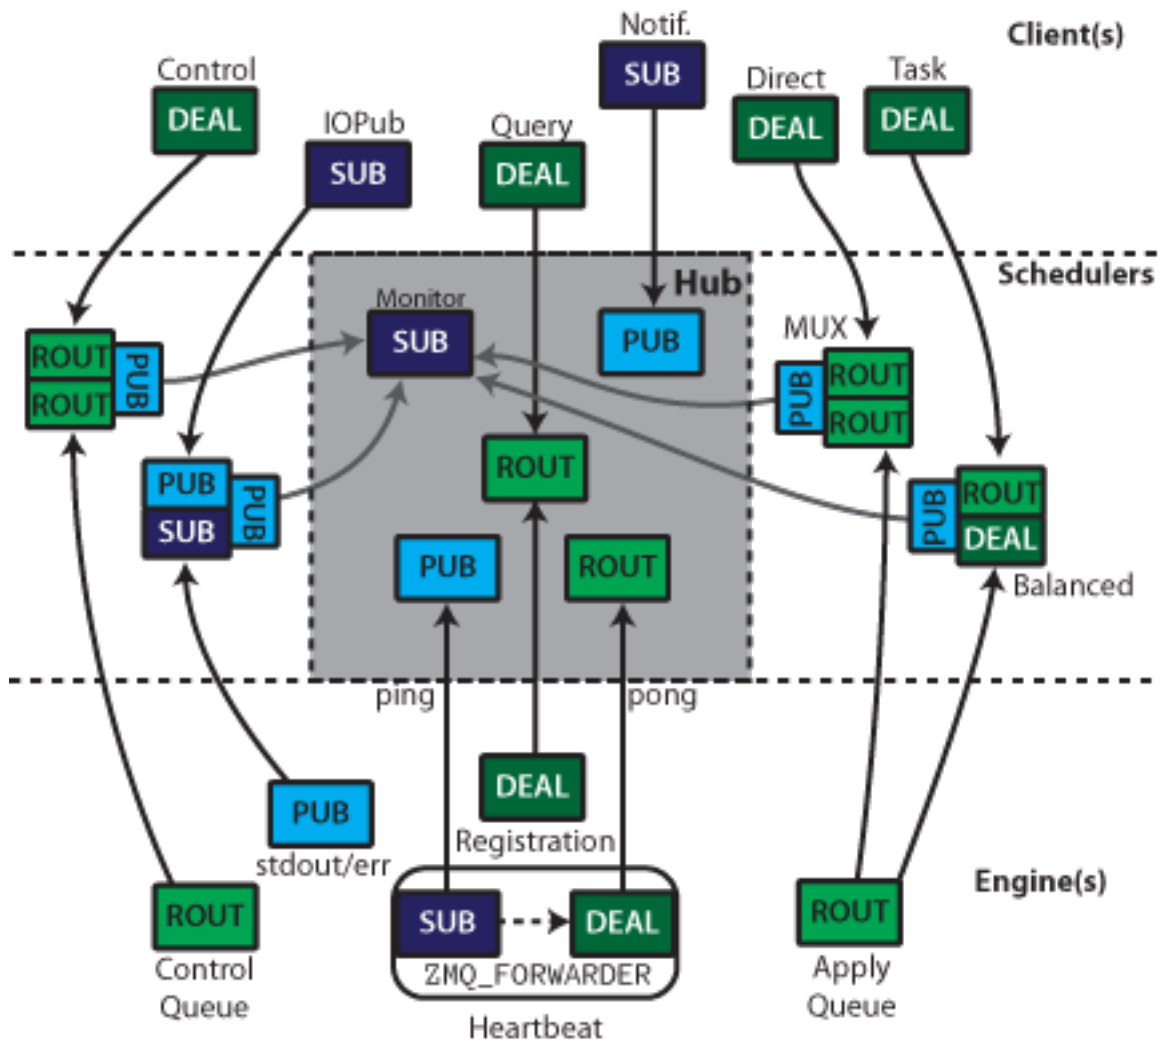 Notif.
Client(s)
SUB
Control
Direct
Task
DEAL
IOPub
Query
DEAL
DEAL
SUB
DEAL
Schedulers
Hub
Monitor
MUX
SUB
PUB
ROUT
PUB
ROUT
ROUT
PUB
ROUT
ROUT
ROUT
PUB
PUB
SUB
PUB
ROUT
DEAL
PUB
ROUT
Balanced
ping
pong
DEAL
PUB
Registration
stdout/err
Engine(s)
ROUT
SUB
DEAL
ROUT
Control
Queue
ZMQ_FORWARDER
Apply
Queue
Heartbeat